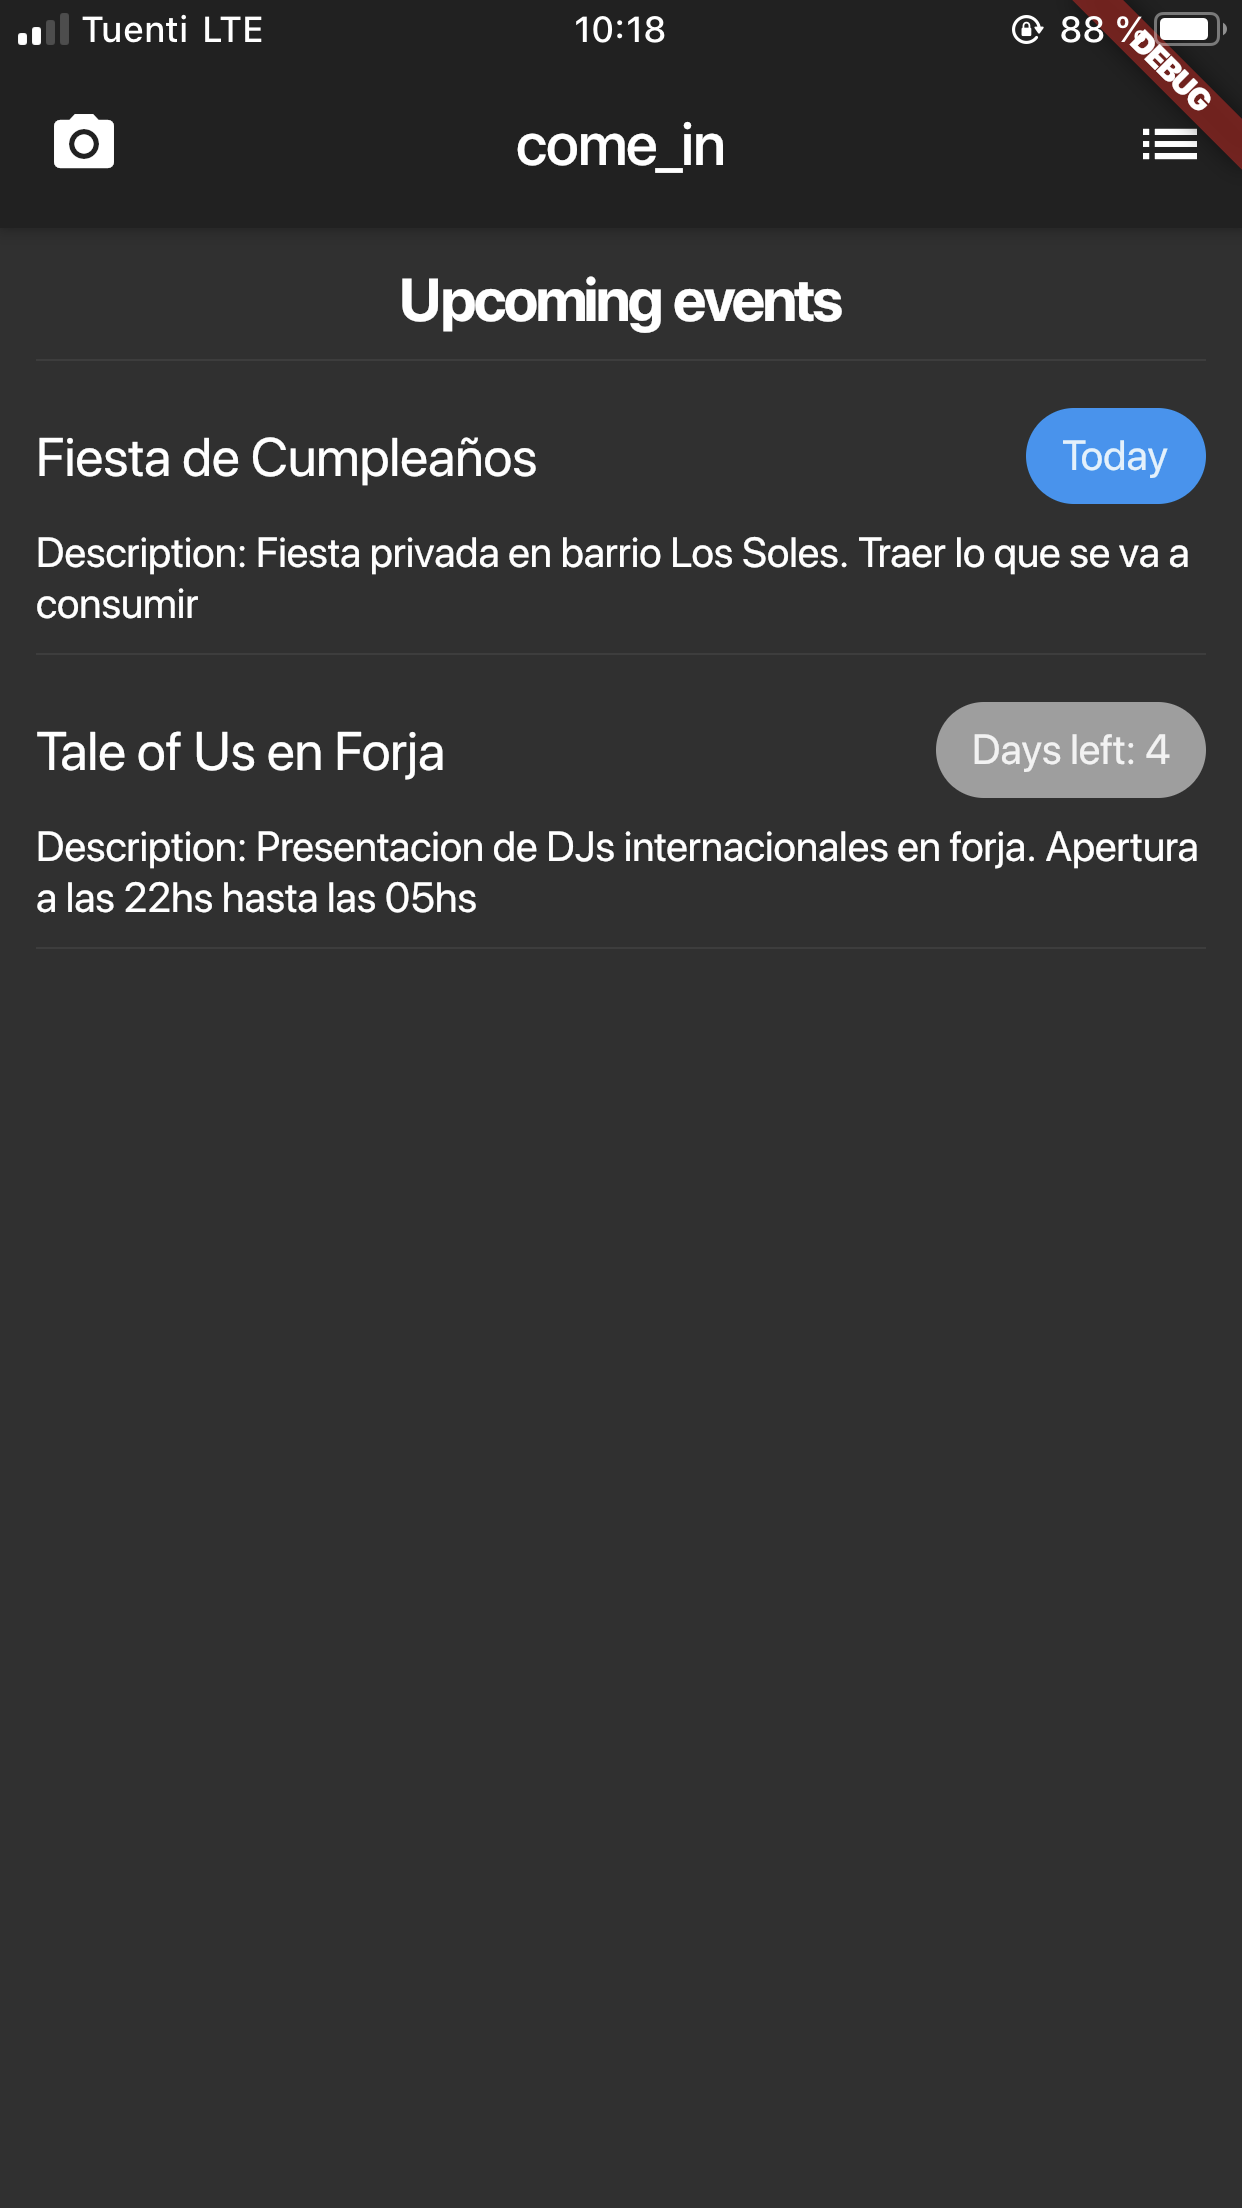 Tuenti LTE
10:18
88 %
DEBUG
come_in
Upcoming events
Fiesta de Cumpleaños
Today
Description: Fiesta privada en barrio Los Soles. Traer lo que se va a
consumir
Tale of Us en Forja
Days left: 4
Description: Presentacion de DJs internacionales en forja. Apertura
a las 22hs hasta las 05hs